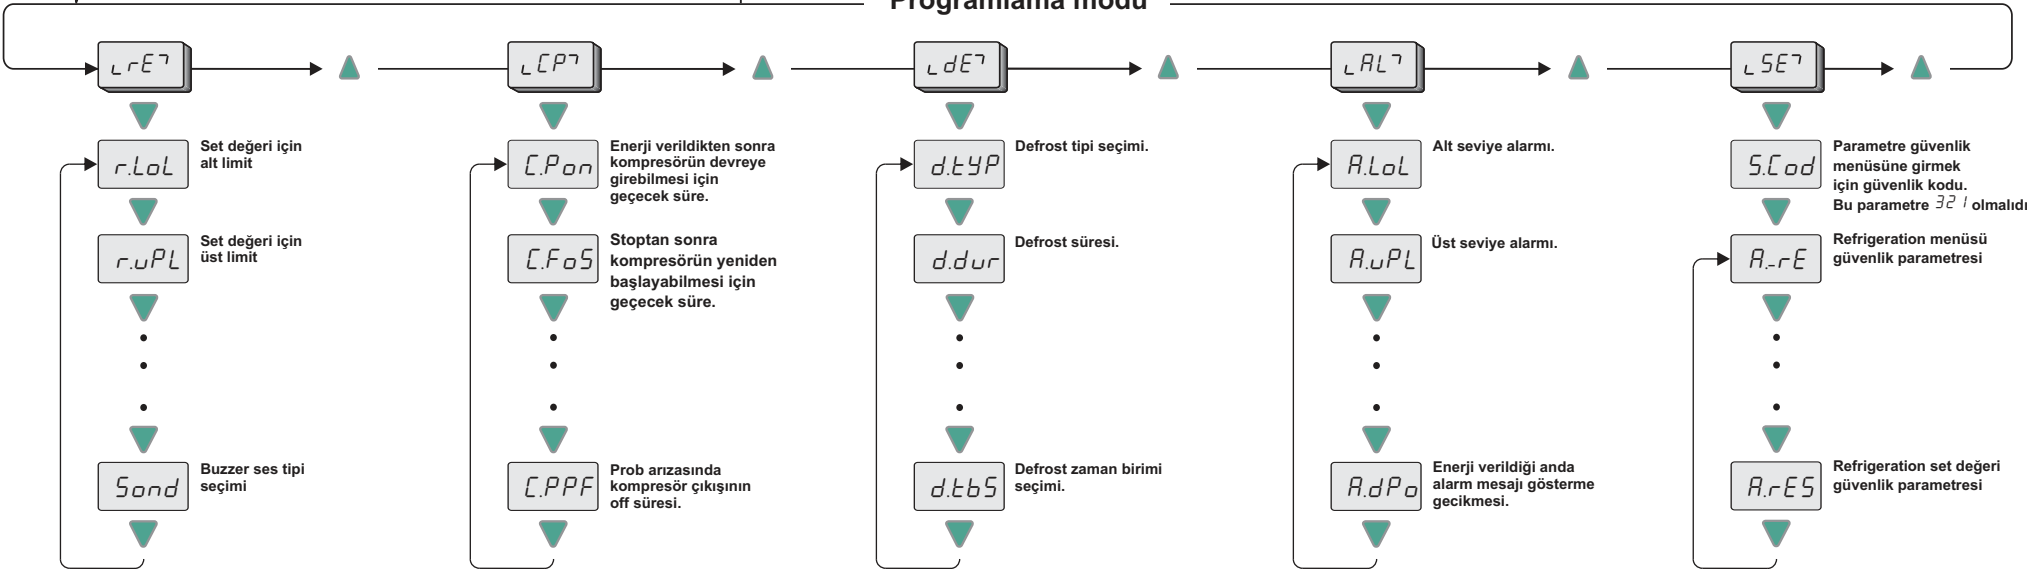 Programlama modu
rE
CP
dE
AL
SE
r.LoL
Set değeri için
alt limit
r.uPL
Set değeri için
üst limit
Sond
Buzzer ses tipi
seçimi
C.Pon
Enerji verildikten sonra
kompresörün devreye
girebilmesi için
geçecek süre.
C.FoS
Stoptan sonra
kompresörün yeniden
başlayabilmesi için
geçecek süre.
C.PPF
Prob arızasında
kompresör çıkışının
off süresi.
d.tYP
Defrost tipi seçimi.
d.dur
Defrost süresi.
d.tbS
Defrost zaman birimi
seçimi.
A.LoL
Alt seviye alarmı.
A.uPL
Üst seviye alarmı.
A.dPo
Enerji verildiği anda
alarm mesajı gösterme
gecikmesi.
S.Cod
Parametre güvenlik
menüsüne girmek
için güvenlik kodu.
Bu parametre 321 olmalıdı
A.-rE
Refrigeration menüsü
güvenlik parametresi
A.rES
Refrigeration set değeri
güvenlik parametresi